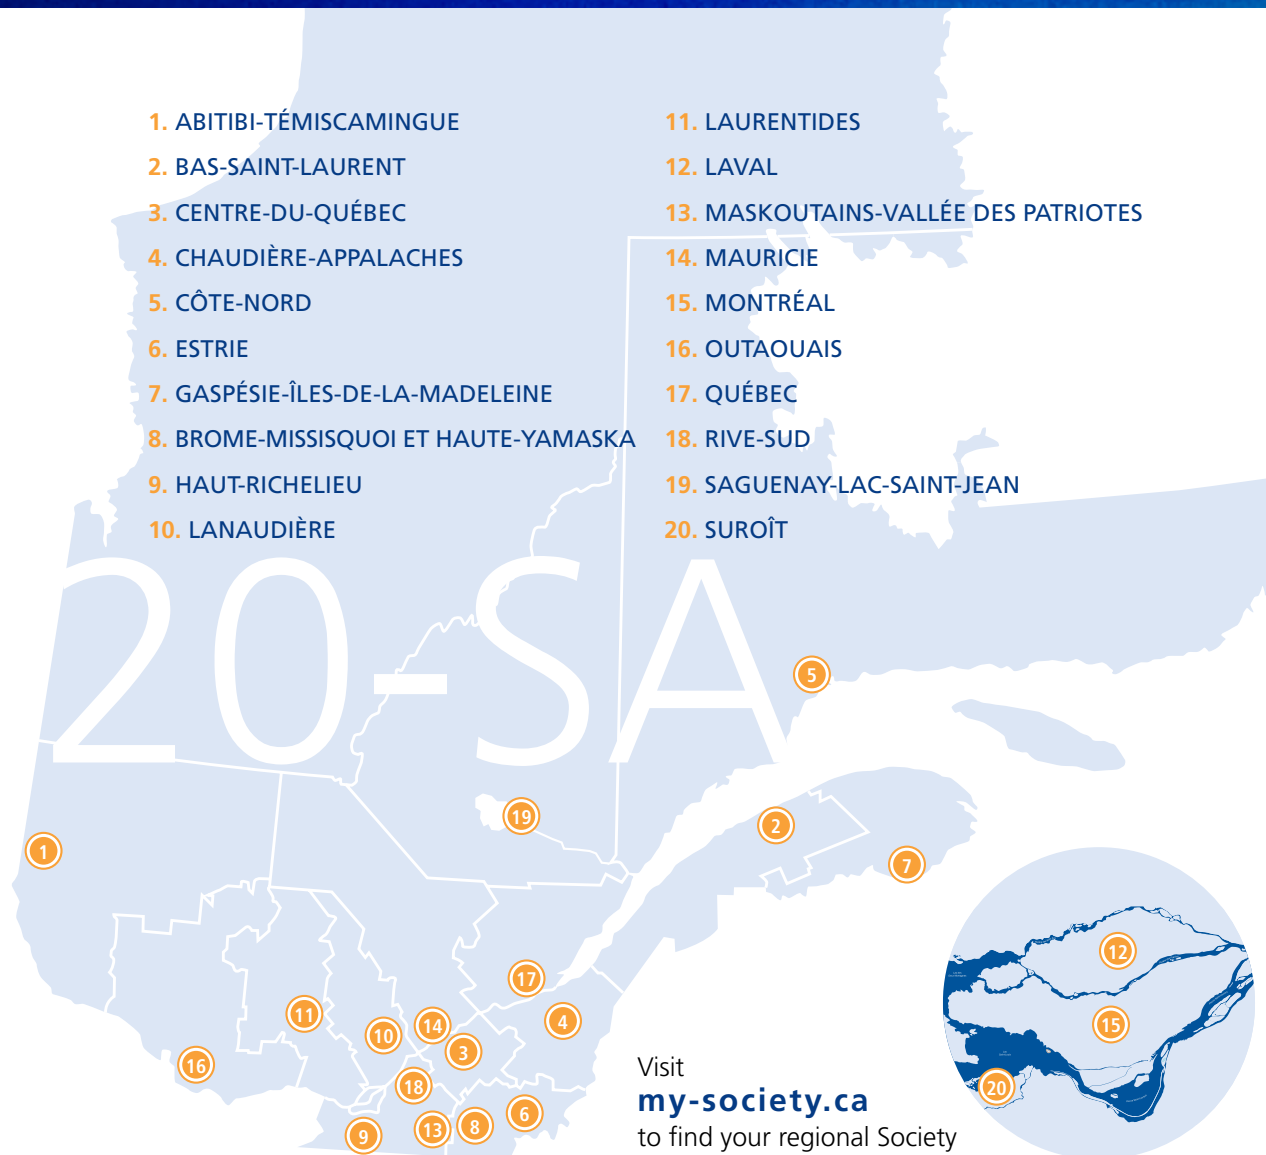 1. ABITIBI-TÉMISCAMINGUE
2. BAS-SAINT-LAURENT
3. CENTRE-DU-QUÉBEC
4. CHAUDIÈRE-APPALACHES
5. CÔTE-NORD
6. ESTRIE
7. GASPÉSIE-ÎLES-DE-LA-MADELEINE
8. BROME-MISSISQUOI ET HAUTE-YAMASKA
9. HAUT-RICHELIEU
10. LANAUDIÈRE
11. LAURENTIDES
12. LAVAL
13. MASKOUTAINS-VALLÉE DES PATRIOTES
14. MAURICIE
15. MONTRÉAL
16. OUTAOUAIS
17. QUÉBEC
18. RIVE-SUD
19. SAGUENAY-LAC-SAINT-JEAN
20. SUROÎT
20-SA
5
19
2
1
7
12
17
11
4
14
15
10
3
16
18
20
6
8
13
9
Visit
my-society.ca
to find your regional Society